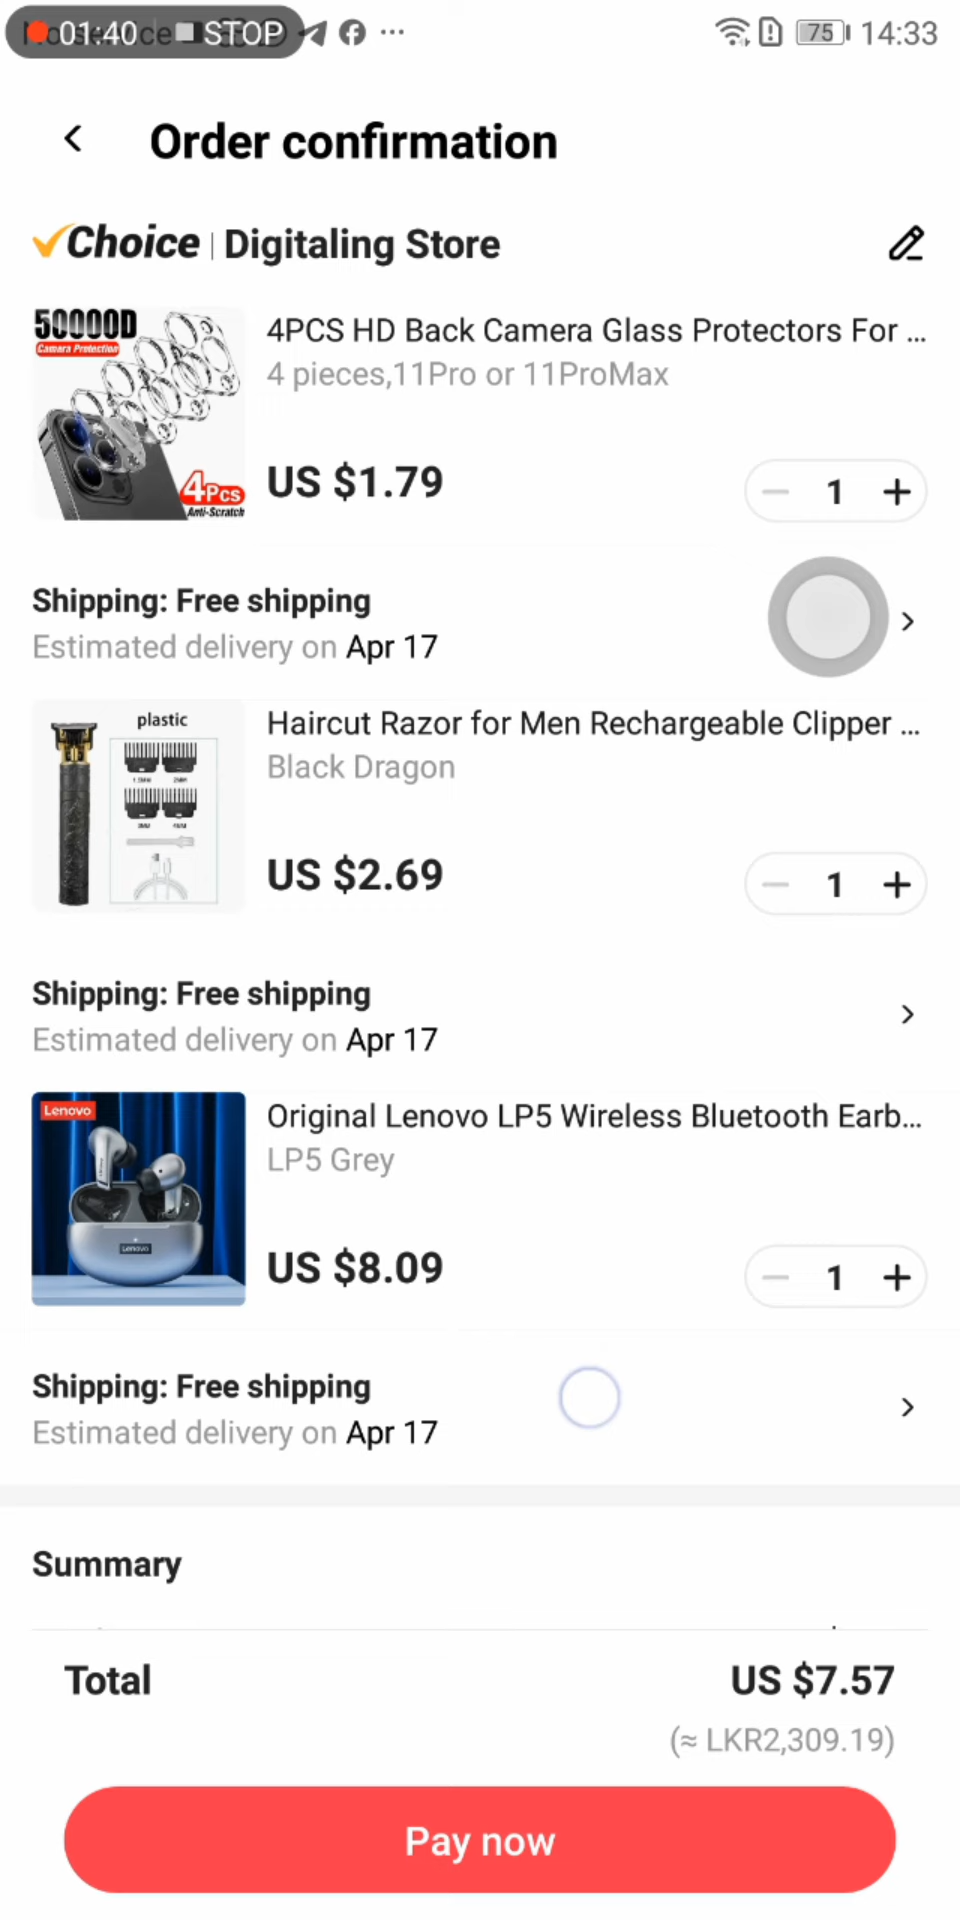 01:40 STOP ... 75 14:33
Order confirmation
Choice | Digitaling Store
50000D
Camera Protection
4Pcs
Anti-Scratch
4PCS HD Back Camera Glass Protectors For ...
4 pieces,11Pro or 11ProMax
US $1.79
1
Shipping: Free shipping
Estimated delivery on Apr 17
plastic
Haircut Razor for Men Rechargeable Clipper ...
Black Dragon
US $2.69
1
Shipping: Free shipping
Estimated delivery on Apr 17
Lenovo
Lenovo
Original Lenovo LP5 Wireless Bluetooth Earb...
LP5 Grey
US $8.09
1
Shipping: Free shipping
Estimated delivery on Apr 17
Summary
Total
US $7.57
(≈ LKR2,309.19)
Pay now